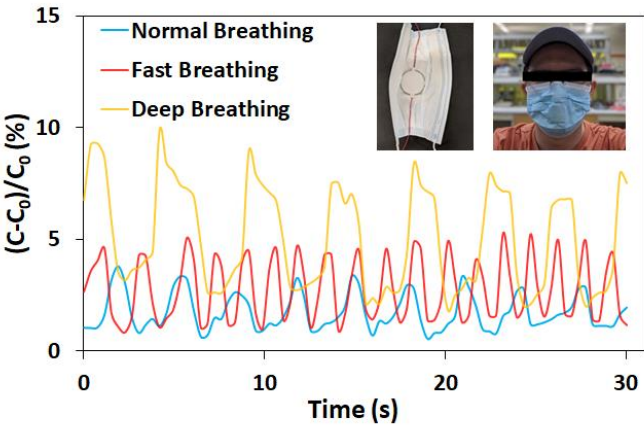 15
Normal Breathing
Fast Breathing
Deep Breathing
10
5
0
(C-C₀)/C₀ (%)
0 10 20 30
Time (s)